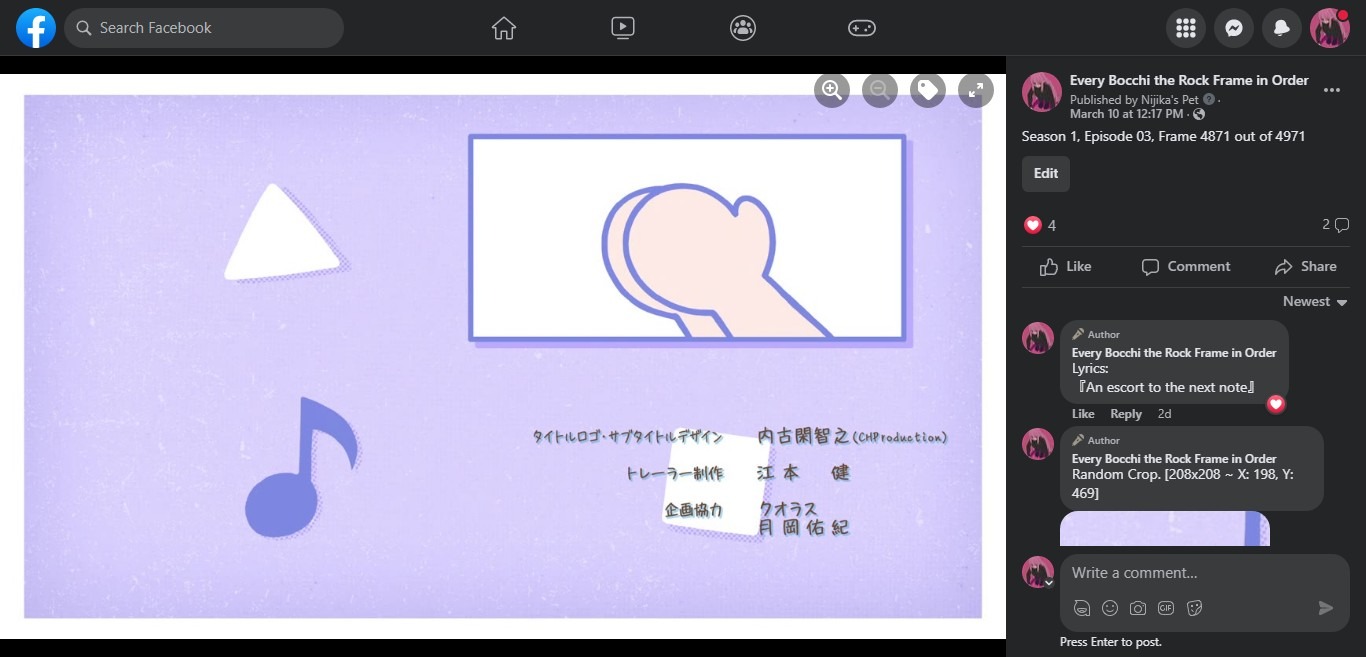 Search Facebook
タイトルロゴ・サブタイトルデザイン 内古閑智之(CHProduction)
トレーラー制作 江本 健
企画協力 クオラス
月岡佑紀
Every Bocchi the Rock Frame in Order
Published by Nijika's Pet ·
March 10 at 12:17 PM ·
Season 1, Episode 03, Frame 4871 out of 4971
Edit
4
2
Like
Comment
Share
Newest
Author
Every Bocchi the Rock Frame in Order
Lyrics:
『An escort to the next note』
Like Reply 2d
Author
Every Bocchi the Rock Frame in Order
Random Crop. [208x208 ~ X: 198, Y:
469]
Write a comment...
GIF
Press Enter to post.